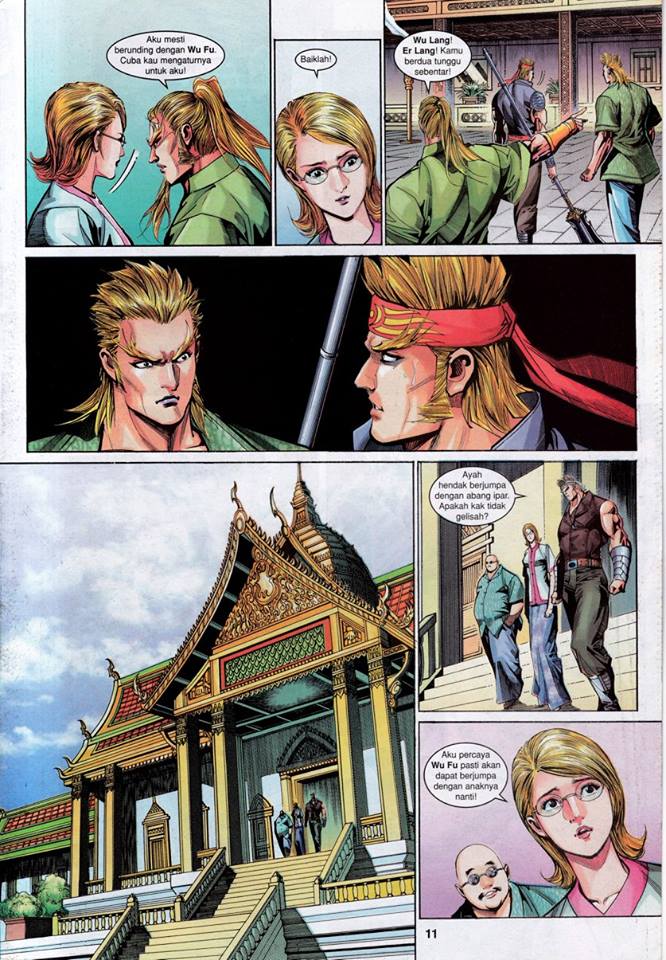 Aku mesti
berunding dengan Wu Fu.
Cuba kau mengaturnya
untuk aku!
Baiklah!
Wu Lang!
Er Lang! Kamu
berdua tunggu
sebentar!
Ayah
hendak berjumpa
dengan abang ipar.
Apakah kak tidak
gelisah?
Aku percaya
Wu Fu pasti akan
dapat berjumpa
dengan anaknya
nanti!
11